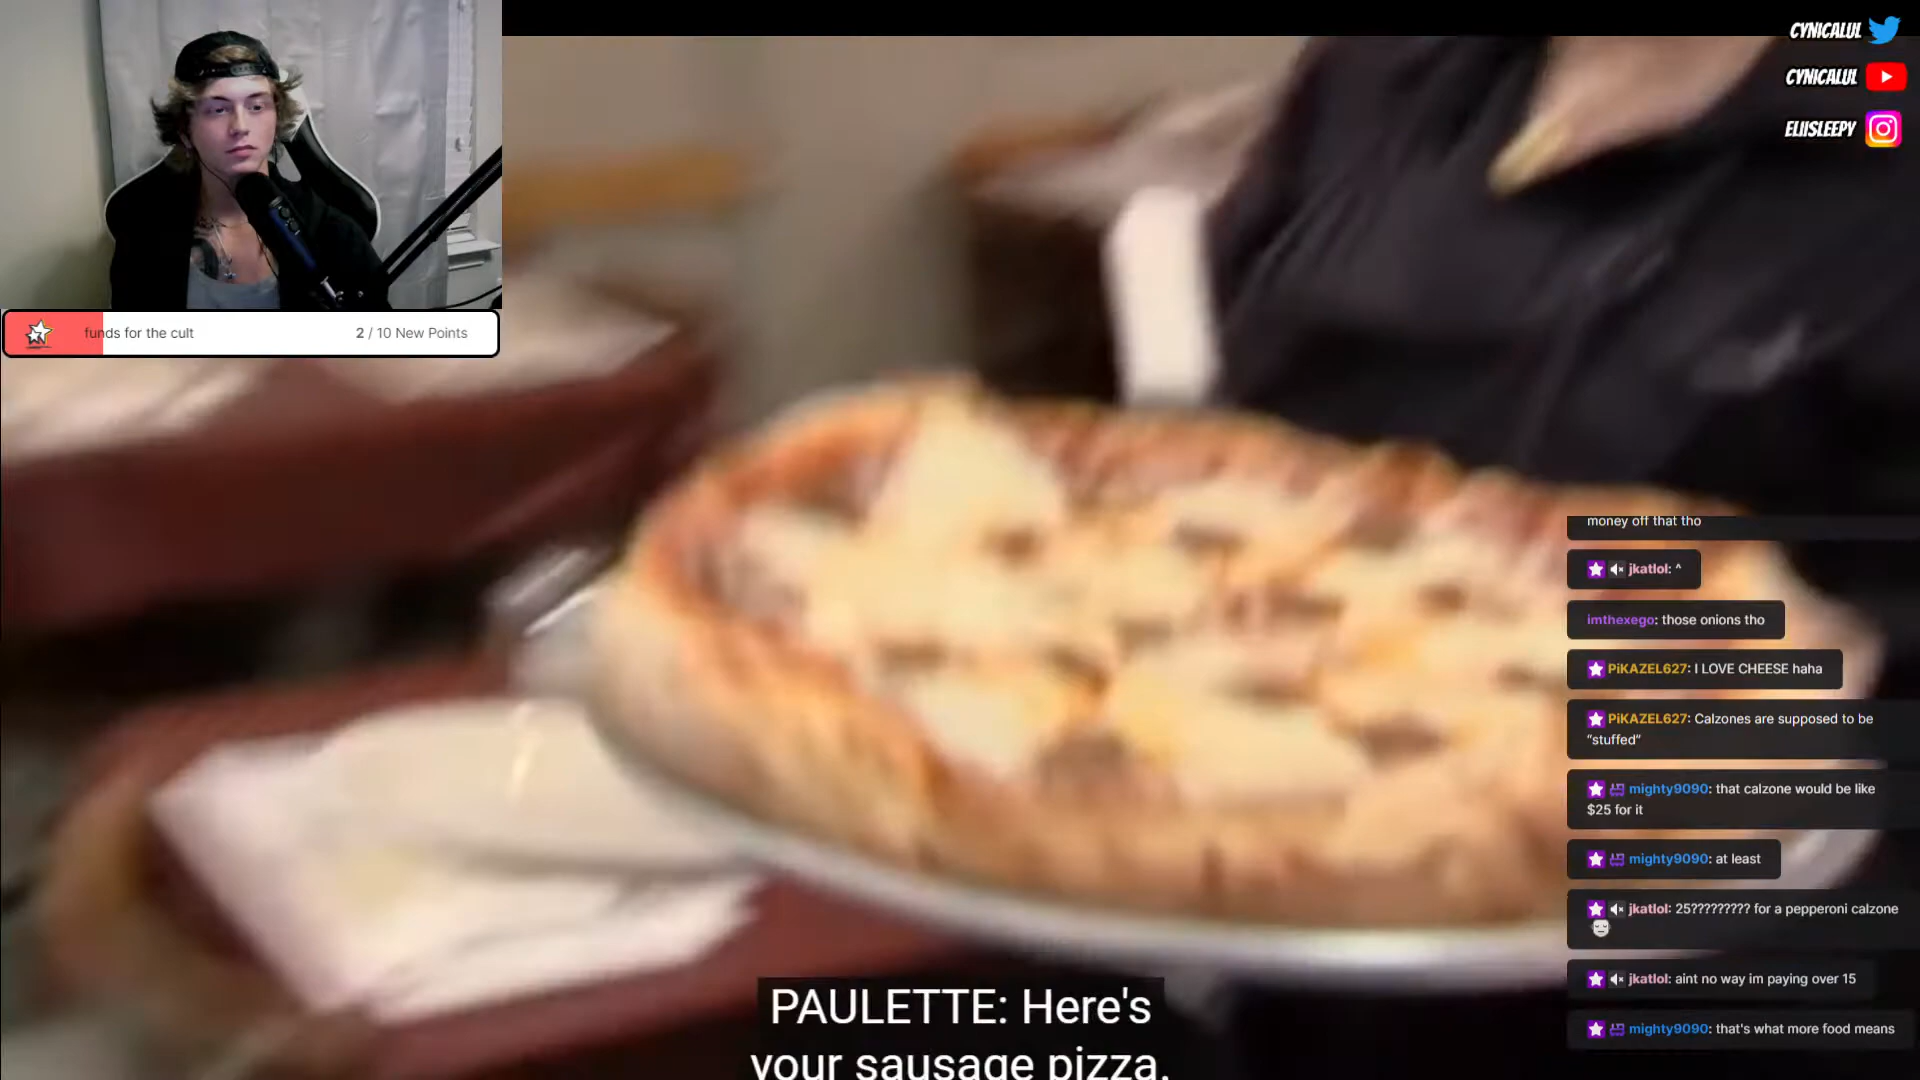 CYNICALUL
CYNICALUL
ELIISLEEPY
funds for the cult 2 / 10 New Points
money off that tho
jkatlol: ^
imthexego: those onions tho
PiKAZEL627: I LOVE CHEESE haha
PiKAZEL627: Calzones are supposed to be
“stuffed”
mighty9090: that calzone would be like
$25 for it
mighty9090: at least
jkatlol: 25????????? for a pepperoni calzone
jkatlol: aint no way im paying over 15
mighty9090: that's what more food means
PAULETTE: Here's
your sausage pizza.